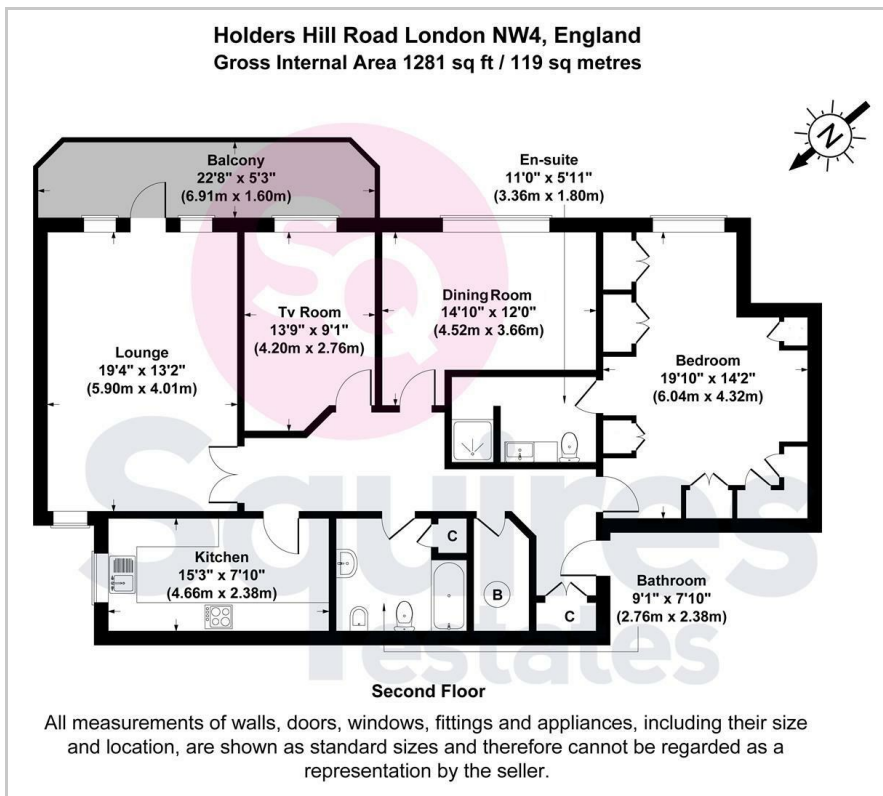 Holders Hill Road London NW4, England
Gross Internal Area 1281 sq ft / 119 sq metres
N
Balcony
22'8" x 5'3"
(6.91m x 1.60m)
En-suite
11'0" x 5'11"
(3.36m x 1.80m)
SQ
Lounge
19'4" x 13'2"
(5.90m x 4.01m)
Tv Room
13'9" x 9'1"
(4.20m x 2.76m)
Dining Room
14'10" x 12'0"
(4.52m x 3.66m)
Bedroom
19'10" x 14'2"
(6.04m x 4.32m)
Squires
estates
Kitchen
15'3" x 7'10"
(4.66m x 2.38m)
C
B
C
Bathroom
9'1" x 7'10"
(2.76m x 2.38m)
Second Floor
All measurements of walls, doors, windows, fittings and appliances, including their size
and location, are shown as standard sizes and therefore cannot be regarded as a
representation by the seller.